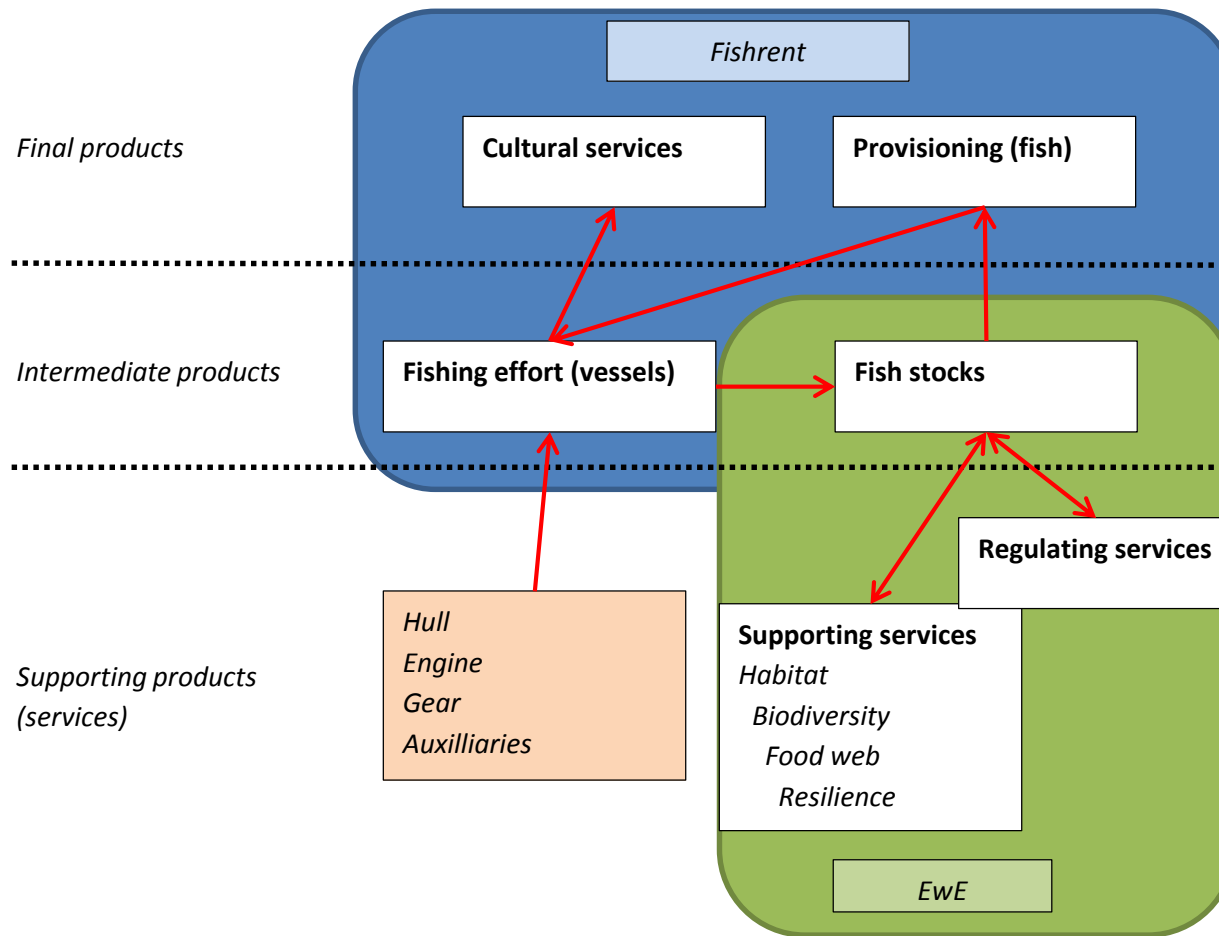 Fishrent
Final products
Cultural services
Provisioning (fish)
Intermediate products
Fishing effort (vessels)
Fish stocks
Regulating services
Supporting products
(services)
Hull
Engine
Gear
Auxilliaries
Supporting services
Habitat
Biodiversity
Food web
Resilience
EwE